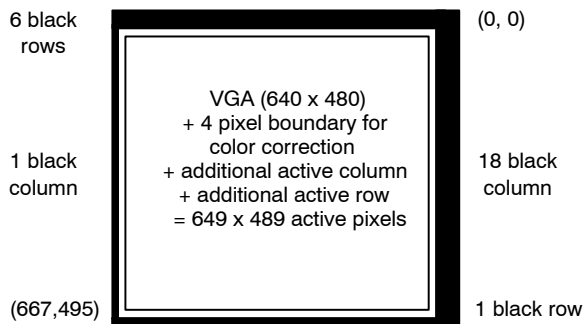 6 black
rows
(0, 0)
VGA (640 x 480)
+ 4 pixel boundary for
color correction
+ additional active column
+ additional active row
= 649 x 489 active pixels
1 black
column
18 black
column
(667,495)
1 black row